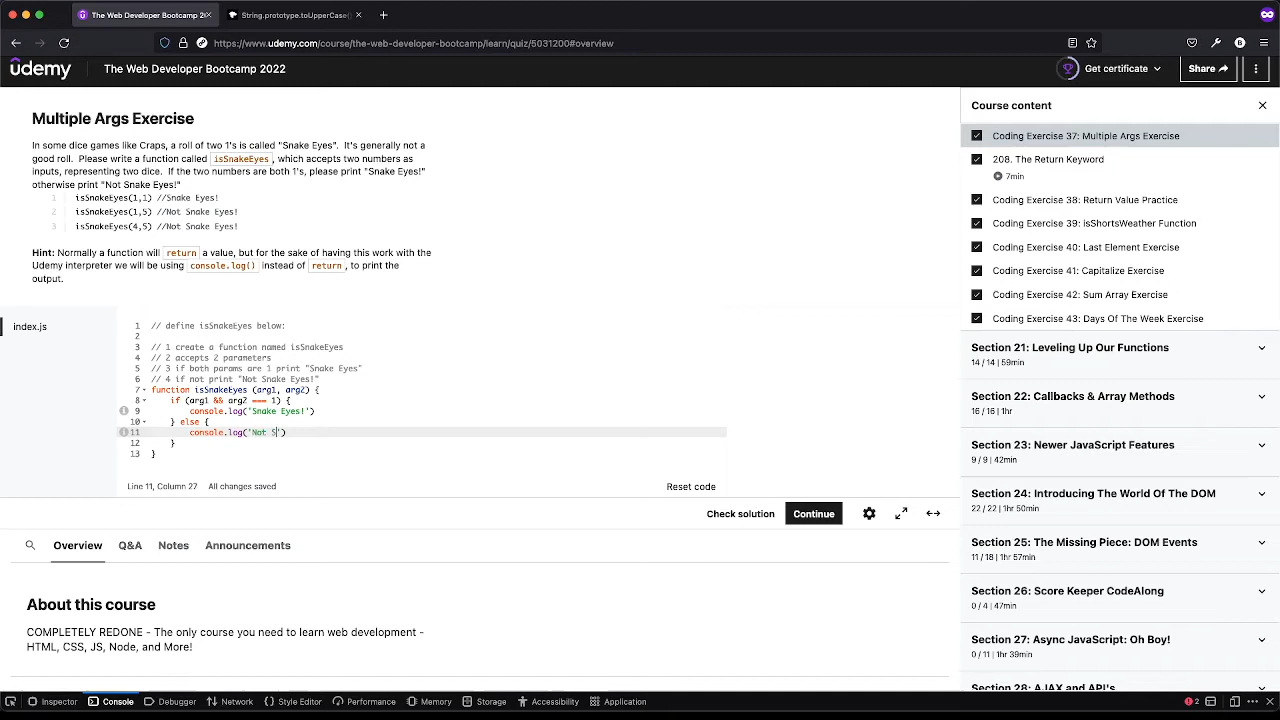 The Web Developer Bootcamp 20
String.prototype.toUpperCase()
https://www.udemy.com/course/the-web-developer-bootcamp/learn/quiz/5031200#overview
B
ûdemy
The Web Developer Bootcamp 2022
Get certificate
Share
Multiple Args Exercise
In some dice games like Craps, a roll of two 1's is called "Snake Eyes". It's generally not a
good roll. Please write a function called isSnakeEyes, which accepts two numbers as
inputs, representing two dice. If the two numbers are both 1's, please print "Snake Eyes!"
otherwise print "Not Snake Eyes!"
1 isSnakeEyes(1,1) //Snake Eyes!
2 isSnakeEyes(1,5) //Not Snake Eyes!
3 isSnakeEyes(4,5) //Not Snake Eyes!
Hint: Normally a function will return a value, but for the sake of having this work with the
Udemy interpreter we will be using console.log() instead of return, to print the
output.
index.js
1 // define isSnakeEyes below:
2
3 // 1 create a function named isSnakeEyes
4 // 2 accepts 2 parameters
5 // 3 if both params are 1 print "Snake Eyes"
6 // 4 if not print "Not Snake Eyes!"
7 function isSnakeEyes (arg1, arg2) {
8 if (arg1 && arg2 === 1) {
9 console.log('Snake Eyes!')
10 } else {
11 console.log('Not S')
12 }
13 }
Line 11, Column 27 All changes saved
Reset code
Check solution
Continue
Overview
Q&A
Notes
Announcements
About this course
COMPLETELY REDONE - The only course you need to learn web development -
HTML, CSS, JS, Node, and More!
Course content
Coding Exercise 37: Multiple Args Exercise
208. The Return Keyword
7min
Coding Exercise 38: Return Value Practice
Coding Exercise 39: isShortsWeather Function
Coding Exercise 40: Last Element Exercise
Coding Exercise 41: Capitalize Exercise
Coding Exercise 42: Sum Array Exercise
Coding Exercise 43: Days Of The Week Exercise
Section 21: Leveling Up Our Functions
14 / 14 | 59min
Section 22: Callbacks & Array Methods
16 / 16 | 1hr
Section 23: Newer JavaScript Features
9 / 9 | 42min
Section 24: Introducing The World Of The DOM
22 / 22 | 1hr 50min
Section 25: The Missing Piece: DOM Events
11 / 18 | 1hr 57min
Section 26: Score Keeper CodeAlong
0 / 4 | 47min
Section 27: Async JavaScript: Oh Boy!
0 / 11 | 1hr 39min
Section 28: AJAX and API's
Inspector
Console
Debugger
Network
Style Editor
Performance
Memory
Storage
Accessibility
Application
2